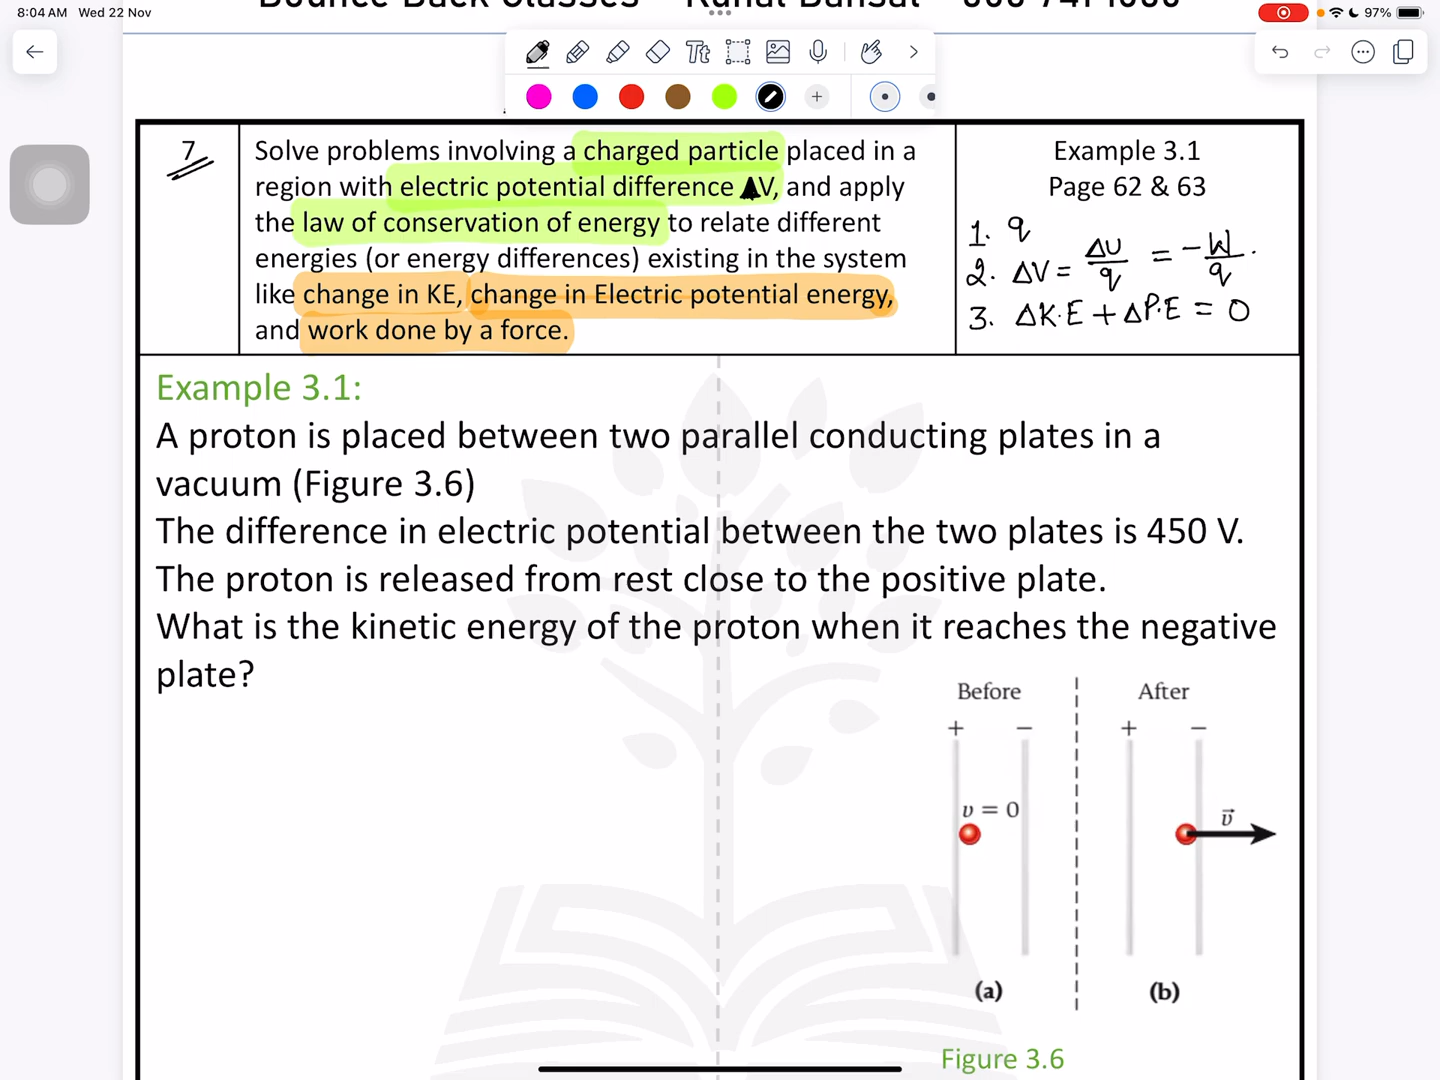 8:04 AM Wed 22 Nov
97%
Bounce Back Classes – Kunal Bansal
Tt
7
Solve problems involving a charged particle placed in a
region with electric potential difference ΔV, and apply
the law of conservation of energy to relate different
energies (or energy differences) existing in the system
like change in KE, change in Electric potential energy,
and work done by a force.
Example 3.1
Page 62 & 63
1. q
2. ΔV = ΔU/q = -W/q.
3. ΔK.E + ΔP.E = 0
Example 3.1:
A proton is placed between two parallel conducting plates in a
vacuum (Figure 3.6)
The difference in electric potential between the two plates is 450 V.
The proton is released from rest close to the positive plate.
What is the kinetic energy of the proton when it reaches the negative
plate?
Before After
+ − + −
v = 0
v⃗
(a) (b)
Figure 3.6